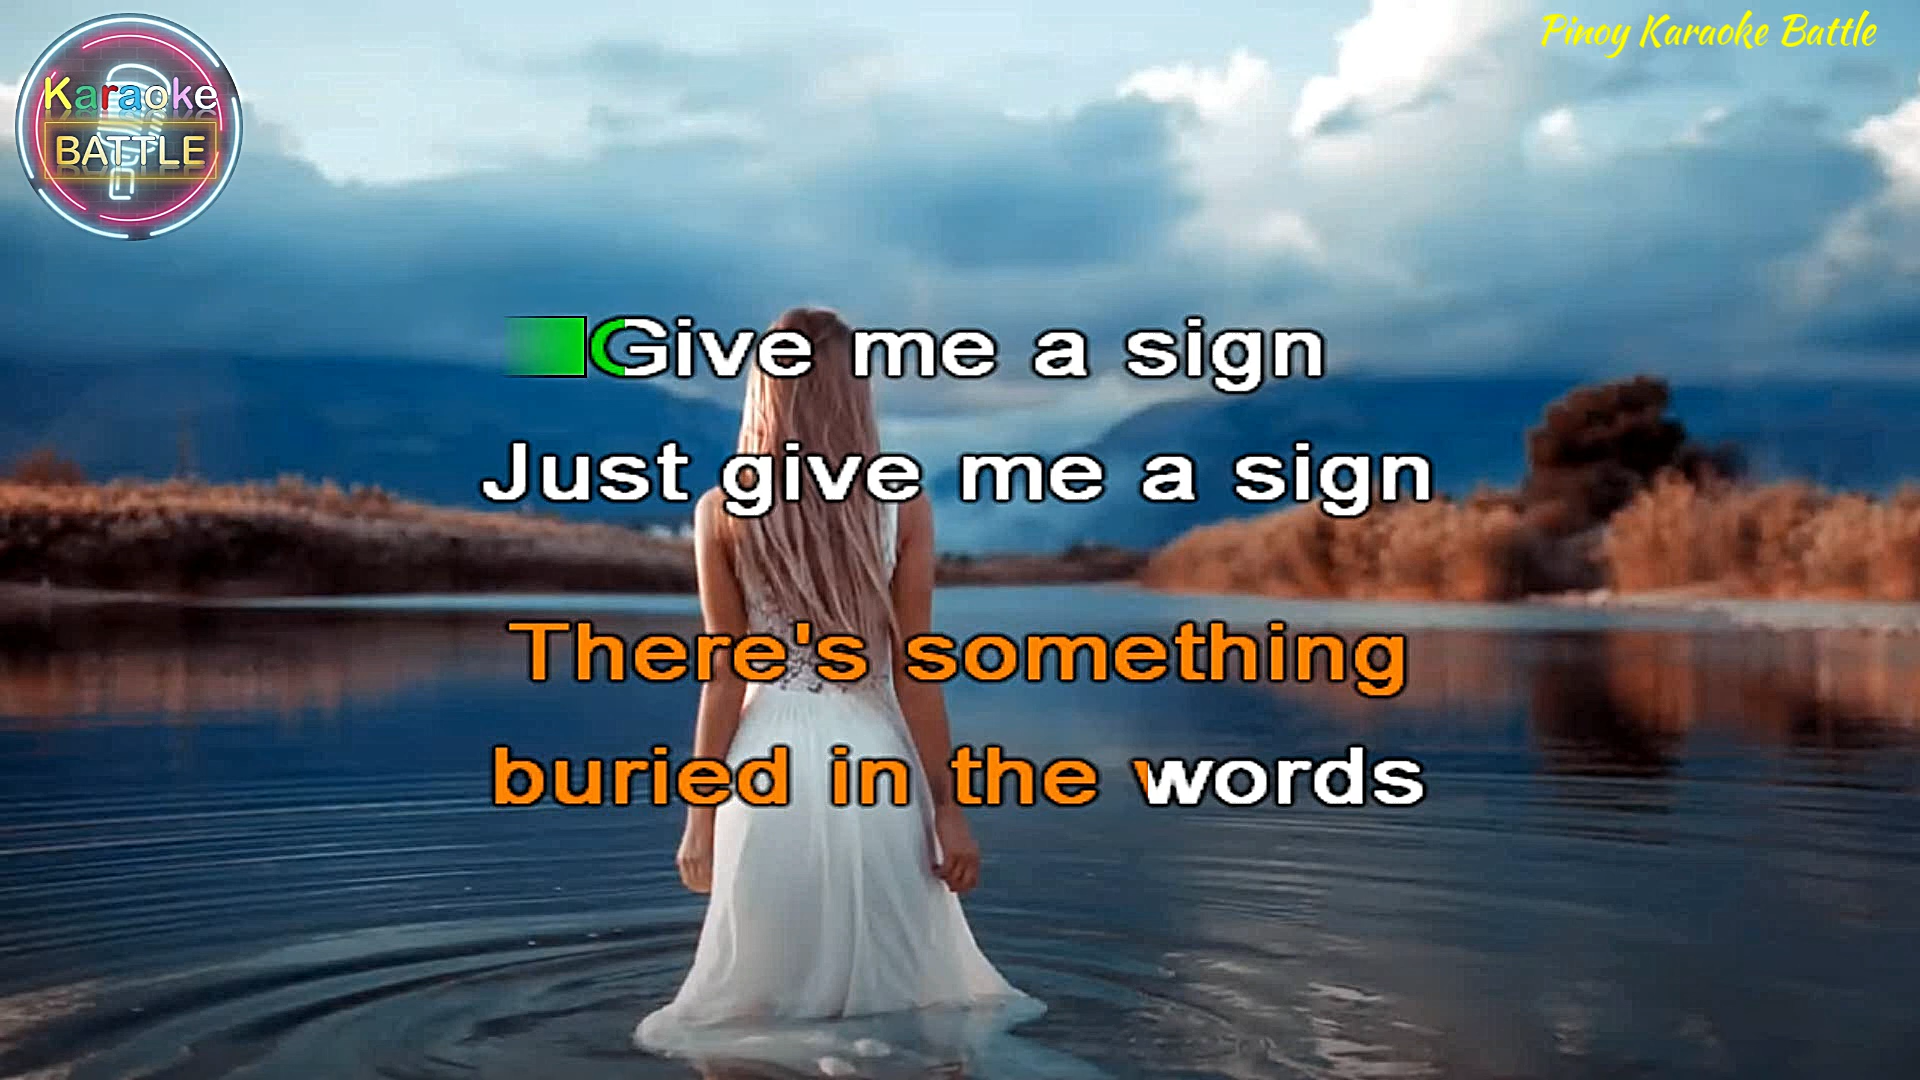 Karaoke
BATTLE
Pinoy Karaoke Battle
Give me a sign
Just give me a sign
There's something
buried in the words